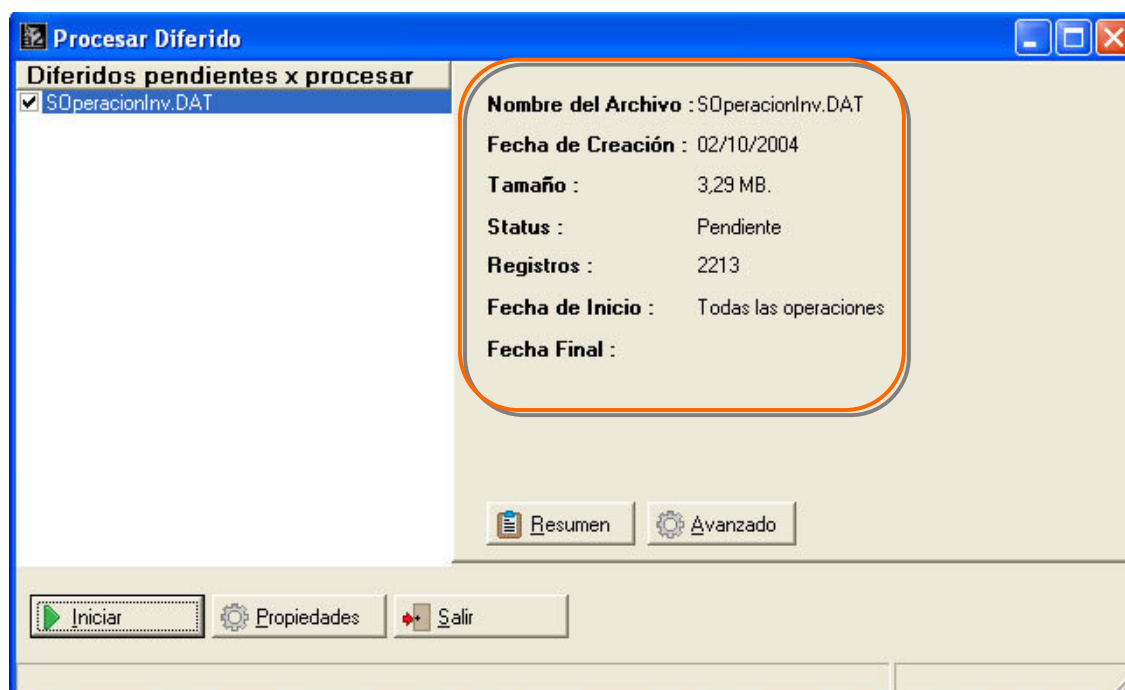 Procesar Diferido
Diferidos pendientes x procesar
SOperacionInv.DAT
Nombre del Archivo : SOperacionInv.DAT
Fecha de Creación : 02/10/2004
Tamaño : 3,29 MB.
Status : Pendiente
Registros : 2213
Fecha de Inicio : Todas las operaciones
Fecha Final :
Resumen Avanzado
Iniciar Propiedades Salir